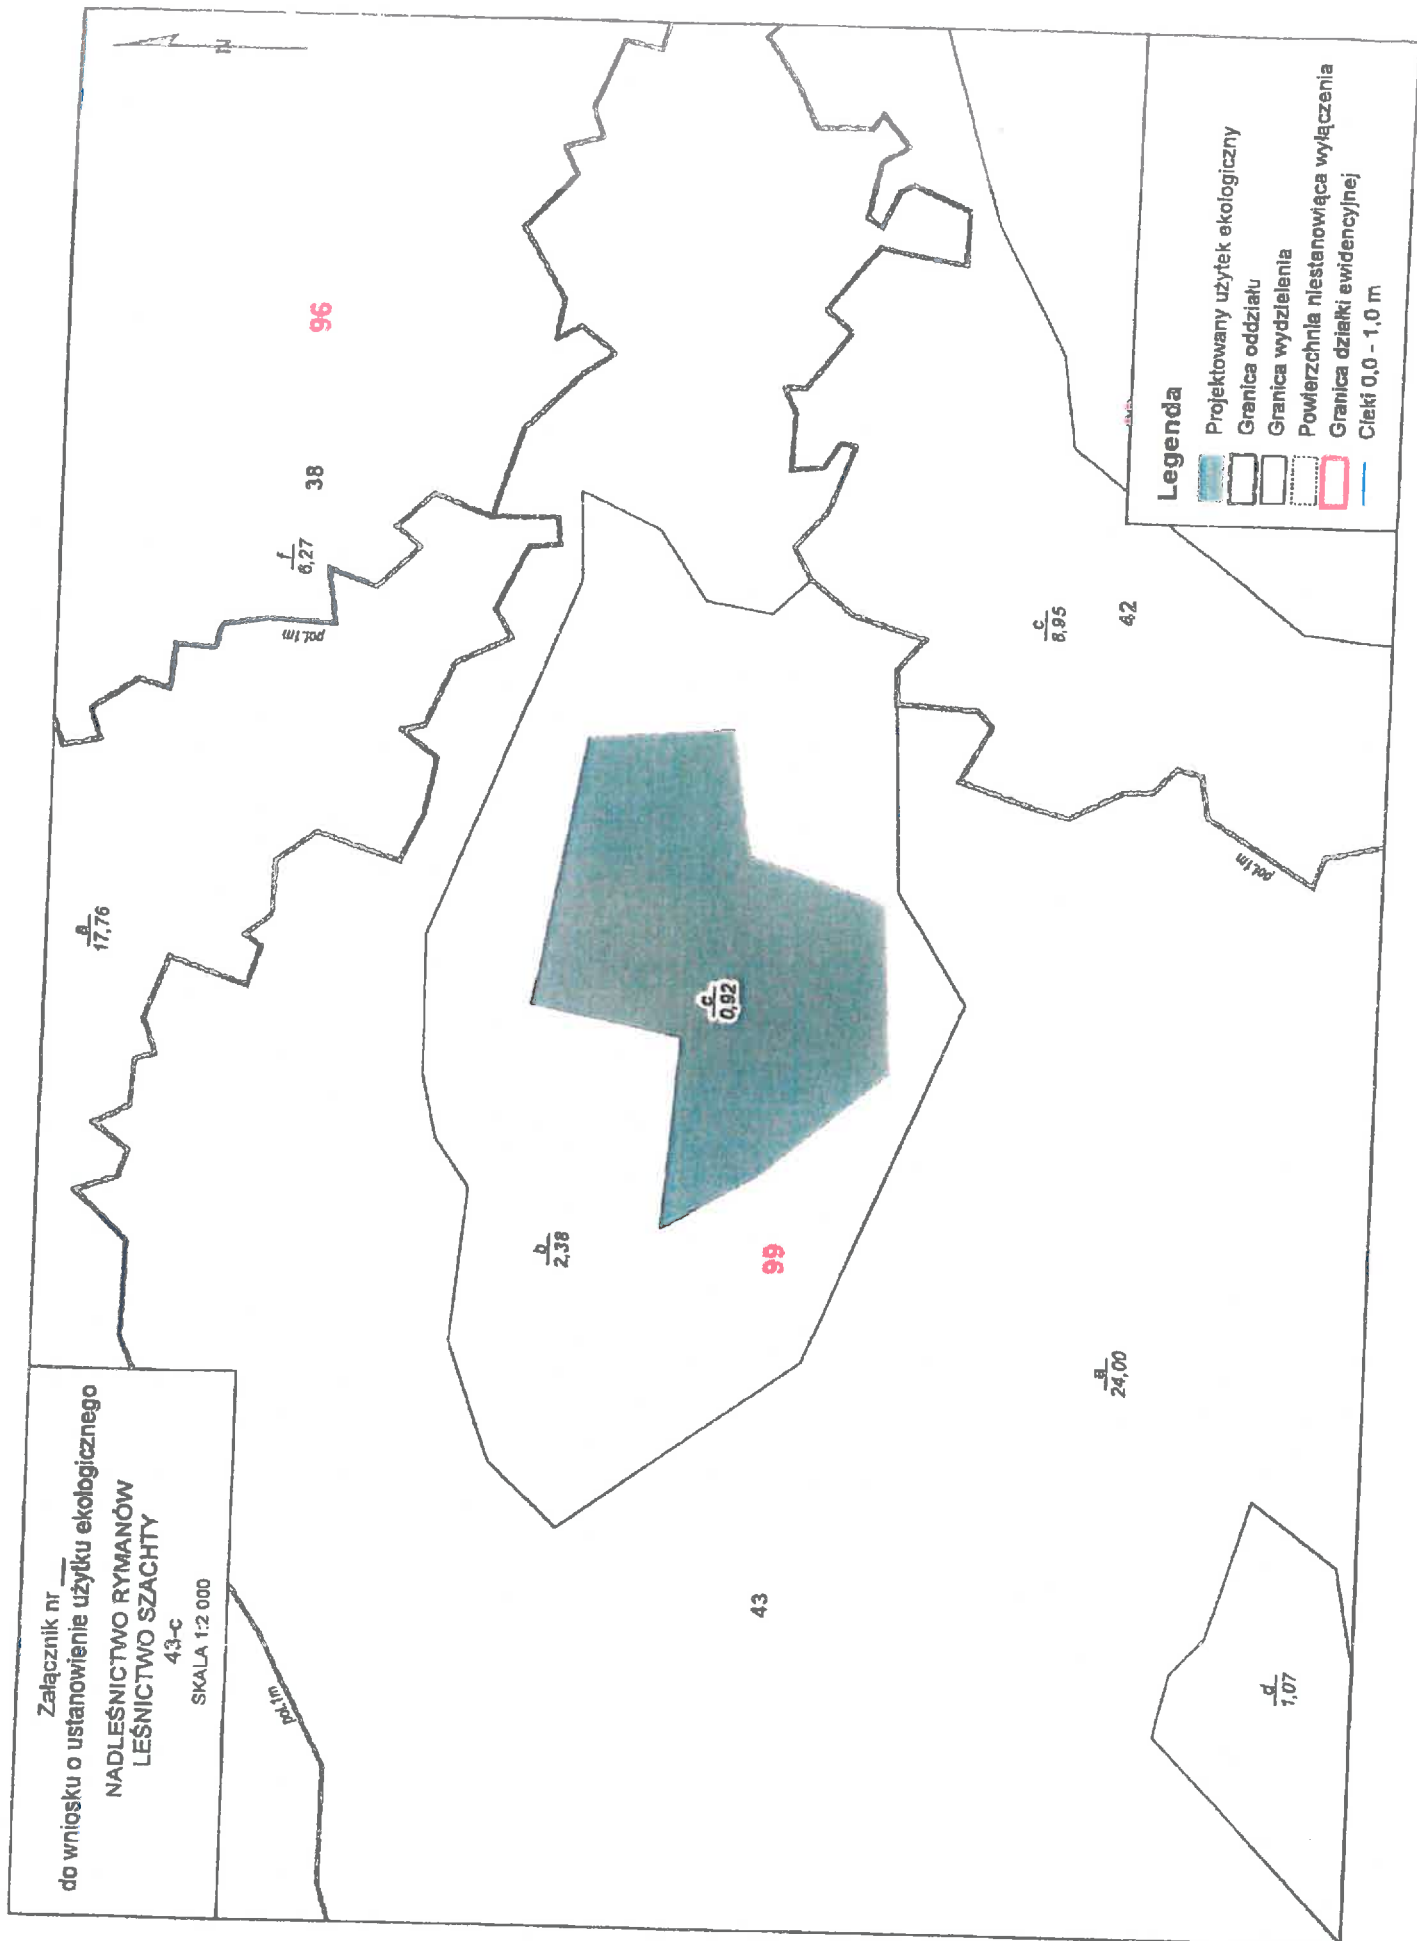 Załącznik nr __
do wniosku o ustanowienie użytku ekologicznego
NADLEŚNICTWO RYMANÓW
LEŚNICTWO SZACHTY
43-c
SKALA 1:2 000
N
a
17,76
f
6,27
38
96
pol.1m
pol.1m
b
2,38
c
0,92
99
43
a
24,00
d
1,07
c
6,95
42
pol.1m
Legenda
Projektowany użytek ekologiczny
Granica oddziału
Granica wydzielenia
Powierzchnia niestanowiąca wyłączenia
Granica działki ewidencyjnej
Cieki 0,0 - 1,0 m